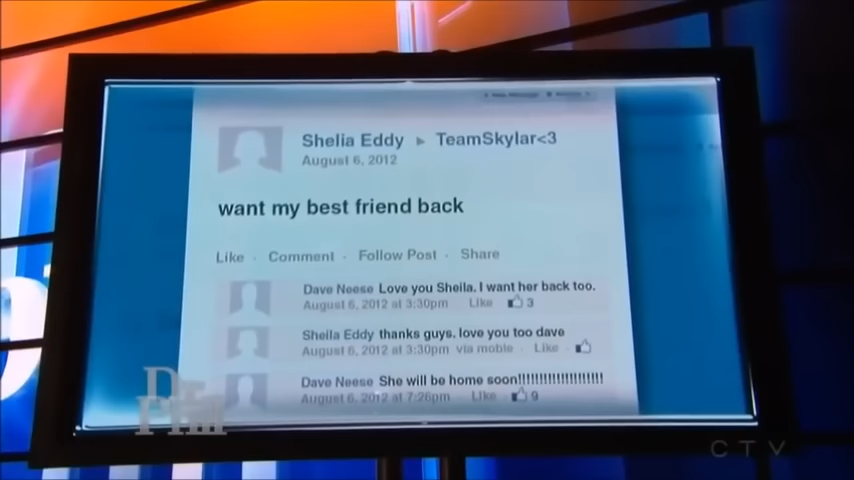 Shelia Eddy ▸ TeamSkylar<3
August 6, 2012
want my best friend back
Like · Comment · Follow Post · Share
Dave Neese Love you Sheila. I want her back too.
August 6, 2012 at 3:30pm Like 3
Shelia Eddy thanks guys. love you too dave
August 6, 2012 at 3:30pm via moble · Like ·
Dave Neese She will be home soon!!!!!!!!!!!!!!!!!!!!!
August 6, 2012 at 7:26pm Like 9
Dr. Phil
CTV